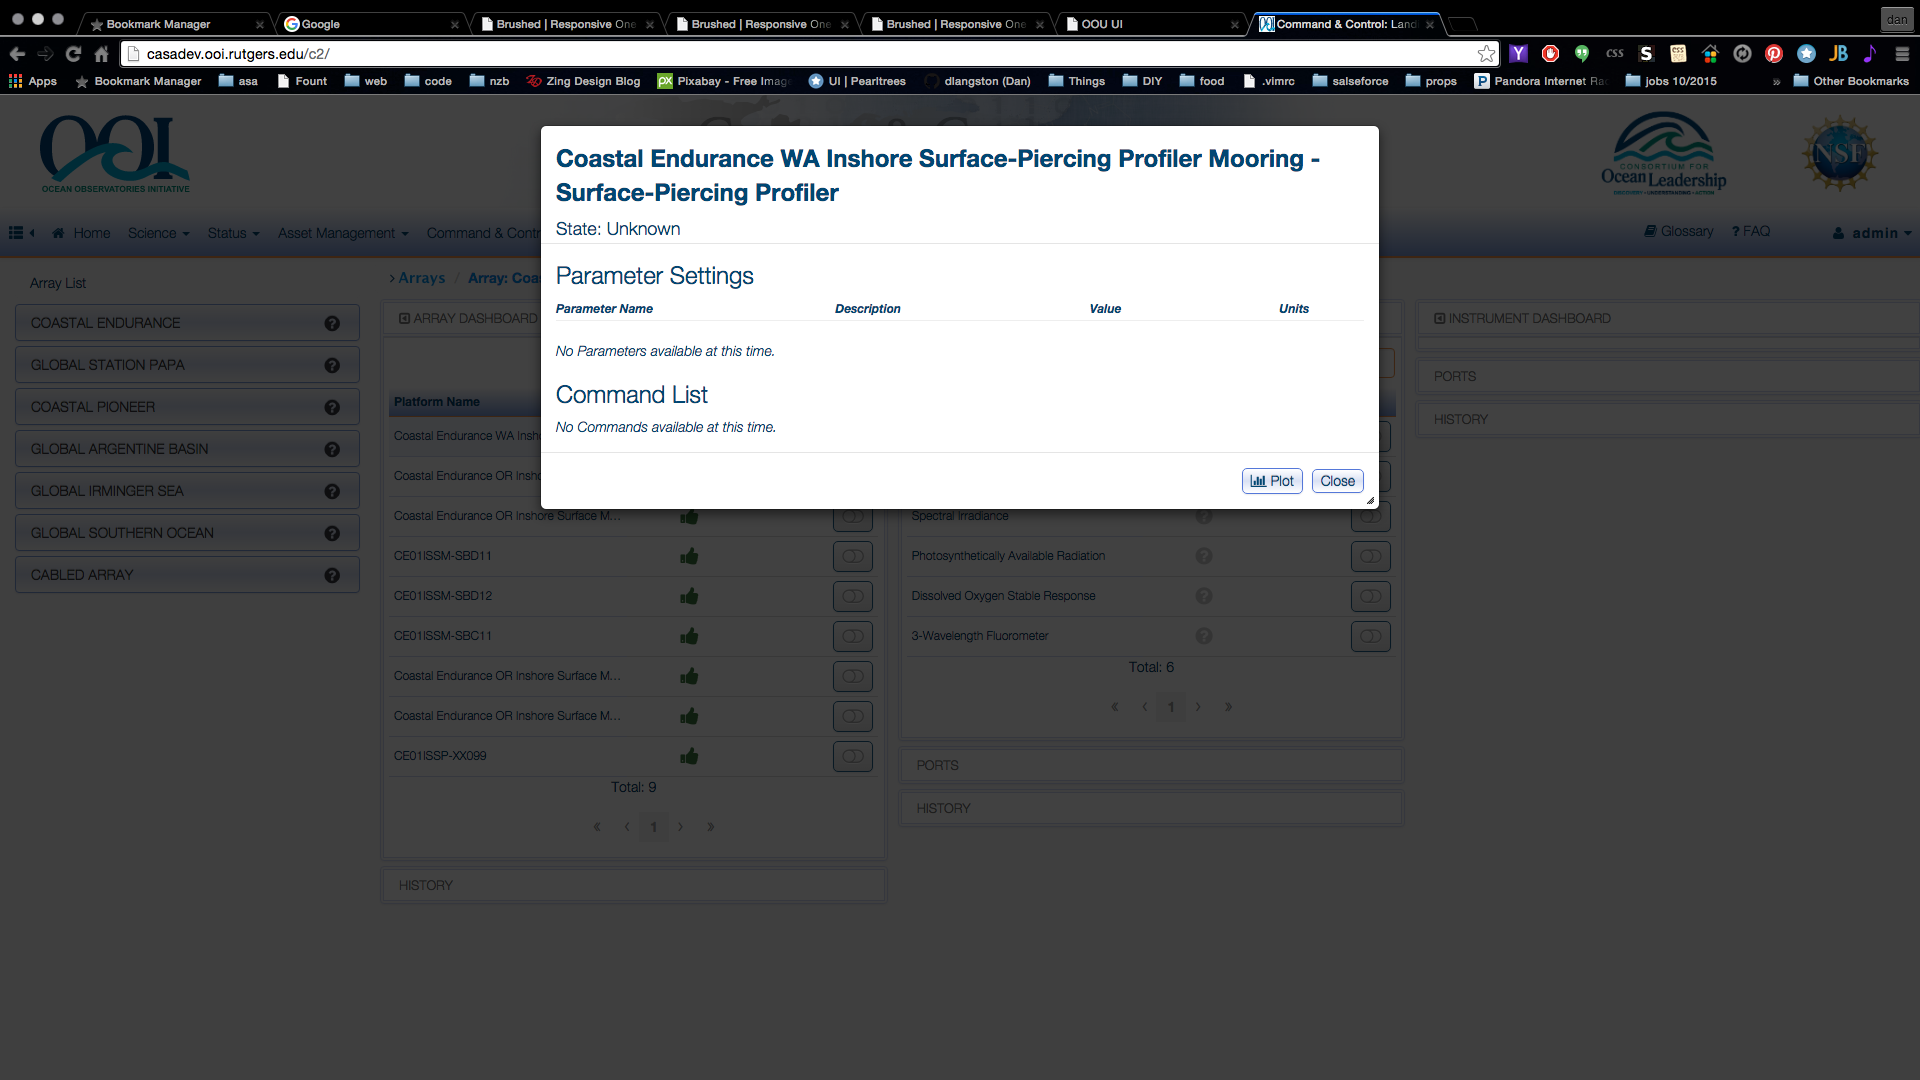 Bookmark Manager
Google
Brushed | Responsive One
Brushed | Responsive One
Brushed | Responsive One
OOU UI
Command & Control: Land
dan
casadev.ooi.rutgers.edu/c2/
Apps
Bookmark Manager
asa
Fount
web
code
nzb
Zing Design Blog
Pixabay - Free Image
UI | Pearltrees
dlangston (Dan)
Things
DIY
food
.vimrc
salseforce
props
Pandora Internet Ra
jobs 10/2015
»
Other Bookmarks
OOI
OCEAN OBSERVATORIES INITIATIVE
CONSORTIUM FOR
Ocean Leadership
DISCOVERY • UNDERSTANDING • ACTION
NSF
Home
Science
Status
Asset Management
Command & Contr
Glossary
? FAQ
admin
Coastal Endurance WA Inshore Surface-Piercing Profiler Mooring -
Surface-Piercing Profiler
State: Unknown
Parameter Settings
Parameter Name Description Value Units
No Parameters available at this time.
Command List
No Commands available at this time.
Plot
Close
Array List
COASTAL ENDURANCE
GLOBAL STATION PAPA
COASTAL PIONEER
GLOBAL ARGENTINE BASIN
GLOBAL IRMINGER SEA
GLOBAL SOUTHERN OCEAN
CABLED ARRAY
> Arrays / Array: Coa
ARRAY DASHBOARD
Platform Name
Coastal Endurance WA Insh
Coastal Endurance OR Insho
Coastal Endurance OR Inshore Surface M...
CE01ISSM-SBD11
CE01ISSM-SBD12
CE01ISSM-SBC11
Coastal Endurance OR Inshore Surface M...
Coastal Endurance OR Inshore Surface M...
CE01ISSP-XX099
Total: 9
« ‹ 1 › »
HISTORY
Spectral Irradiance
Photosynthetically Available Radiation
Dissolved Oxygen Stable Response
3-Wavelength Fluorometer
Total: 6
« ‹ 1 › »
PORTS
HISTORY
INSTRUMENT DASHBOARD
PORTS
HISTORY